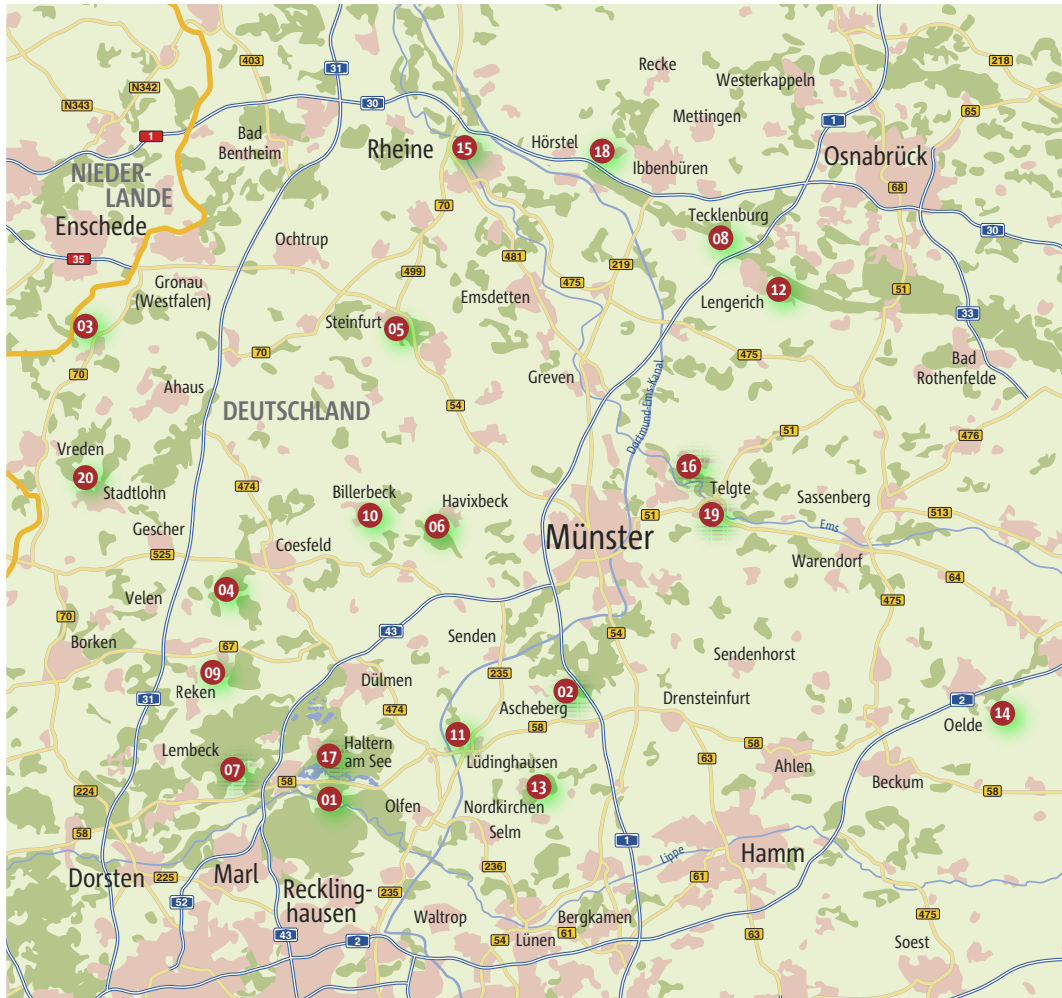 403
31
Recke
Westerkappeln
218
N342
N343
30
Mettingen
65
1
1
Bad
Bentheim
Rheine
15
Hörstel
18
Ibbenbüren
Osnabrück
NIEDER-
LANDE
68
Enschede
70
Tecklenburg
08
30
Ochtrup
481
35
499
219
475
Gronau
(Westfalen)
Emsdetten
Lengerich
12
51
33
03
Steinfurt
05
70
475
Bad
Rothenfelde
70
Greven
Dortmund-Ems-Kanal
Ahaus
DEUTSCHLAND
54
51
476
Vreden
20
Stadtlohn
16
Telgte
474
Billerbeck
10
Havixbeck
06
Sassenberg
51
19
513
Gescher
Münster
Ems
525
Coesfeld
Warendorf
64
04
Velen
475
70
43
Borken
67
Senden
54
Sendenhorst
09
Reken
235
Dülmen
02
31
474
Ascheberg
Drensteinfurt
2
14
Oelde
11
58
Lembeck
07
17
Haltern
am See
Lüdinghausen
63
58
Ahlen
58
13
Beckum
224
01
Olfen
Nordkirchen
58
58
Selm
1
Lippe
Hamm
Dorsten
225
Marl
236
61
52
Reckling-
hausen
235
Waltrop
Bergkamen
475
43
2
54
Lünen
61
63
Soest